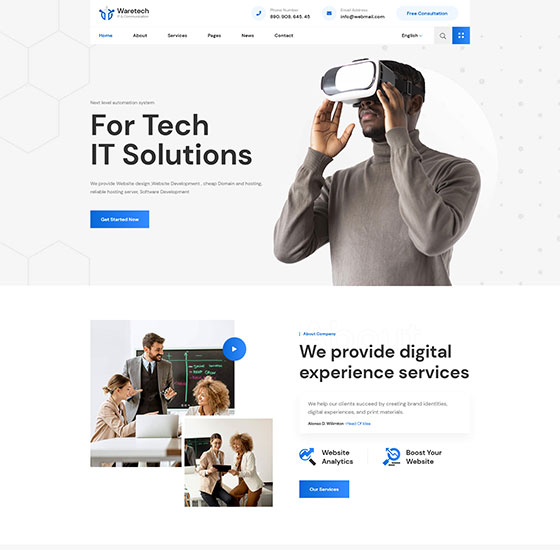 Waretech
IT & Communication
Phone Number
890. 908. 645. 45
Email Address
info@webmail.com
Free Consultation
Home
About
Services
Pages
News
Contact
English
Next level automation system
For Tech
IT Solutions
We provide Website design ,Website Development , cheap Domain and hosting,
reliable hosting server, Software Development
Get Started Now
About Company
We provide digital
experience services
We help our clients succeed by creating brand identities,
digital experiences, and print materials.
Head Of Idea
Website
Analytics
Boost Your
Website
Our Services